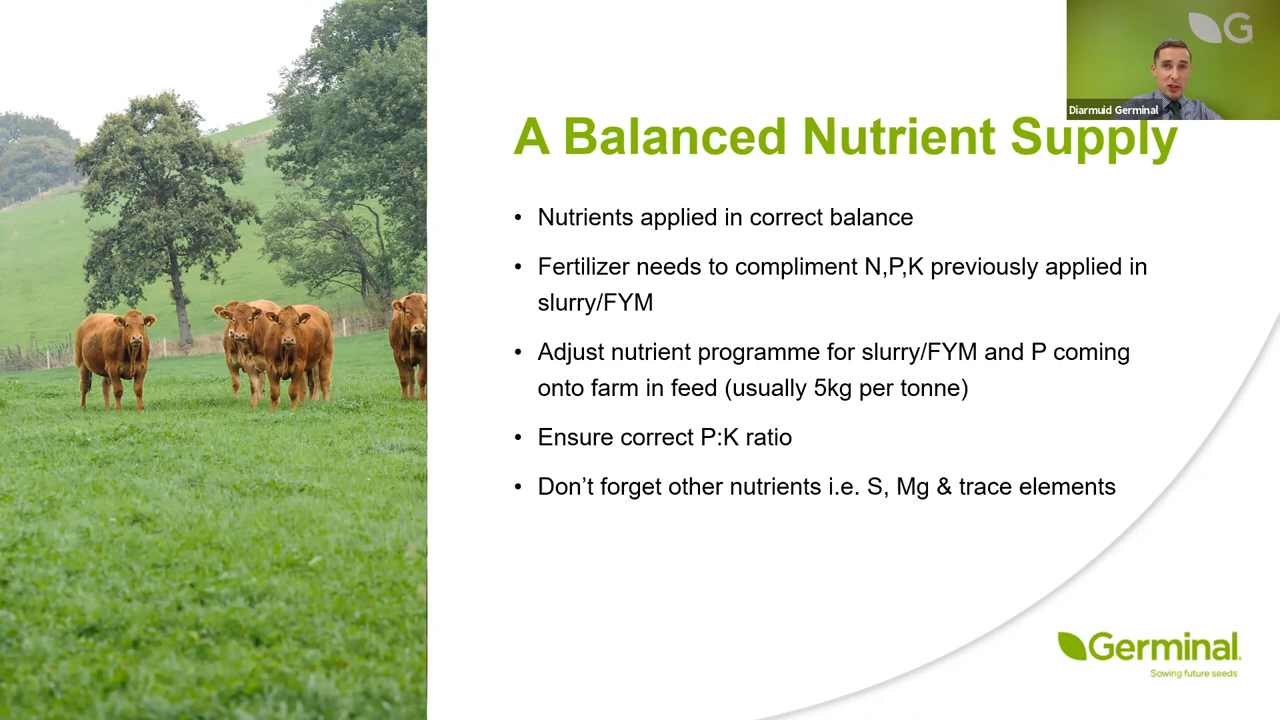 G
Diarmuid Germinal
A Balanced Nutrient Supply
• Nutrients applied in correct balance
• Fertilizer needs to compliment N,P,K previously applied in
slurry/FYM
• Adjust nutrient programme for slurry/FYM and P coming
onto farm in feed (usually 5kg per tonne)
• Ensure correct P:K ratio
• Don’t forget other nutrients i.e. S, Mg & trace elements
Germinal
Sowing future seeds